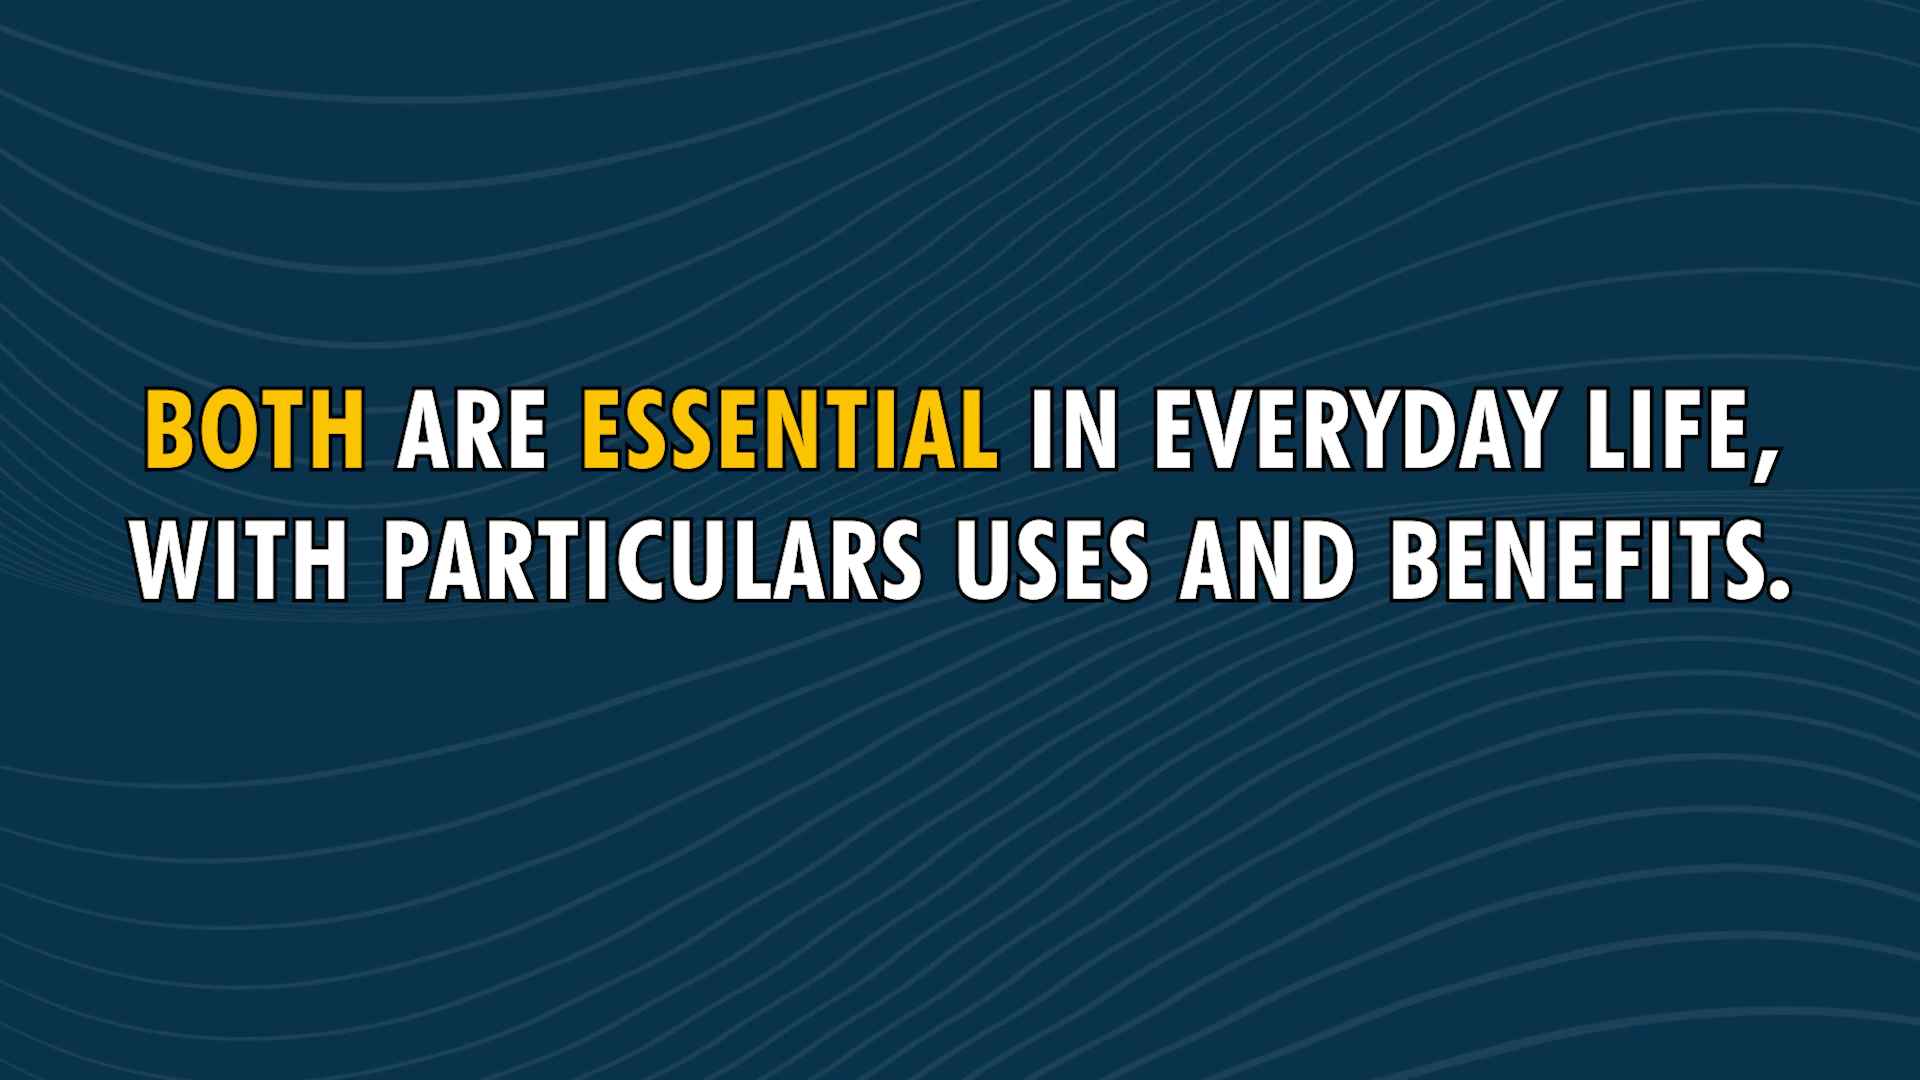 BOTH ARE ESSENTIAL IN EVERYDAY LIFE,
WITH PARTICULARS USES AND BENEFITS.